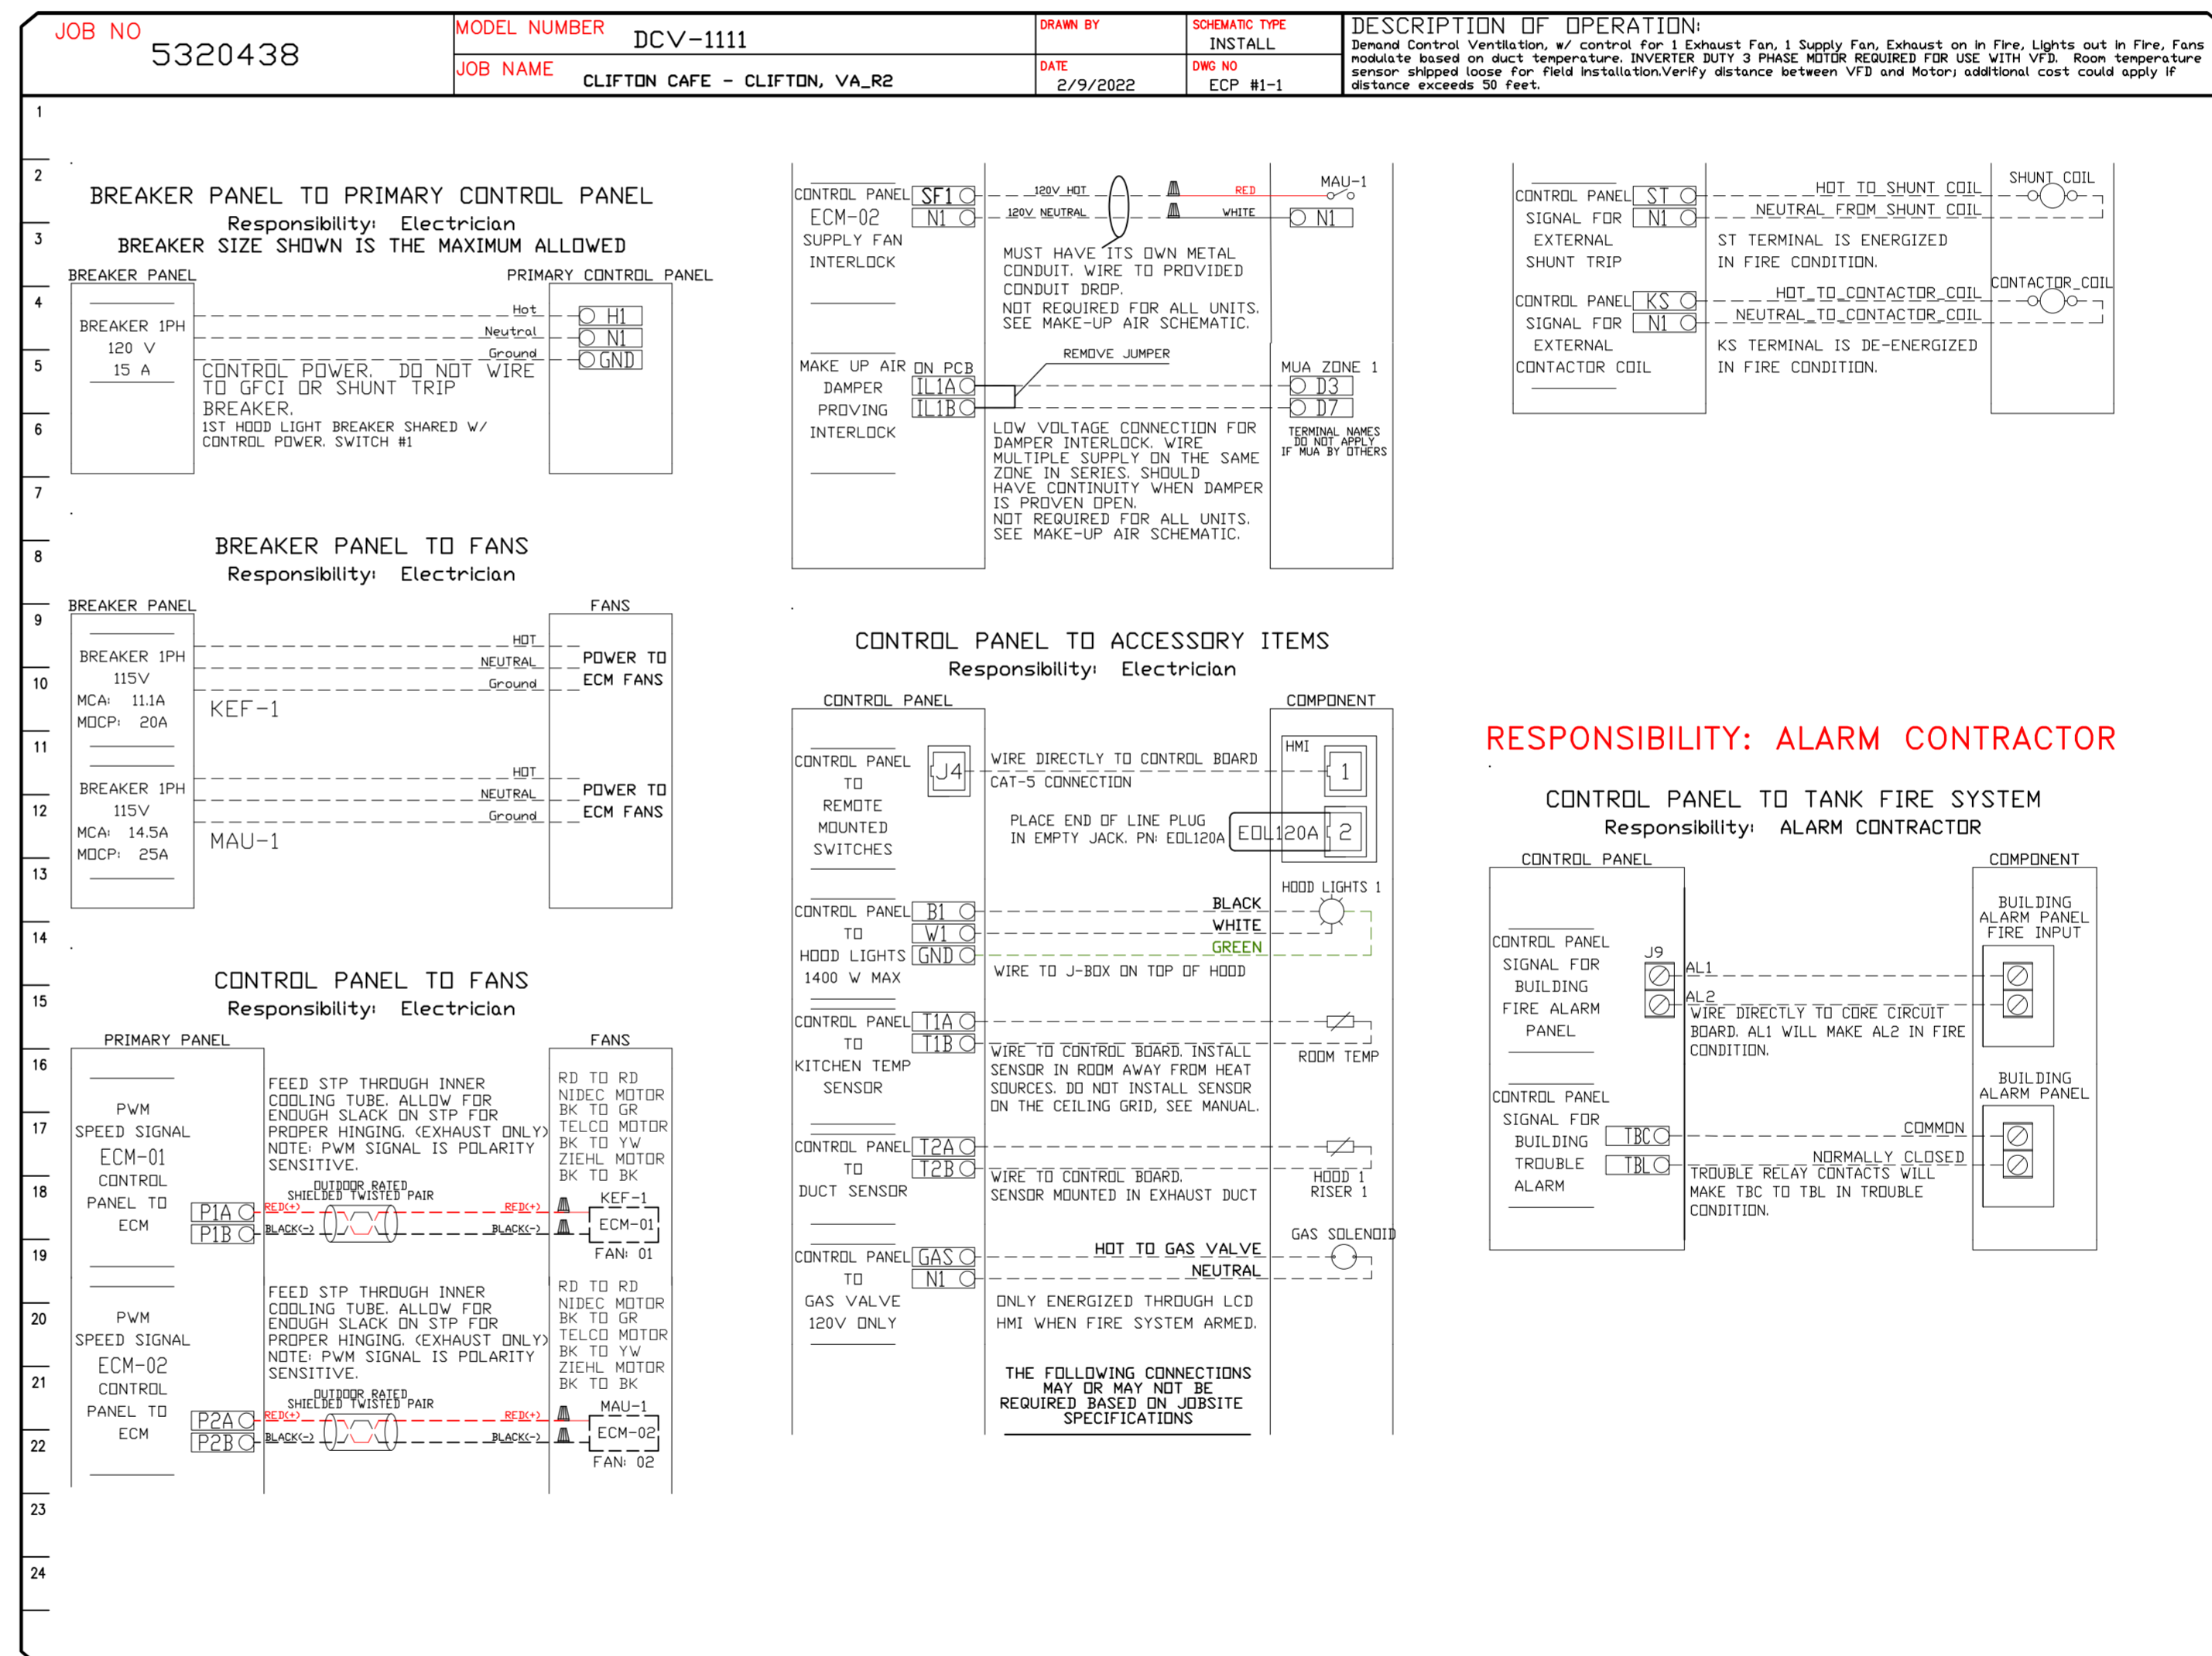 JOB NO
5320438
MODEL NUMBER
DCV-1111
JOB NAME
CLIFTON CAFE - CLIFTON, VA_R2
DRAWN BY
DATE
2/9/2022
SCHEMATIC TYPE
INSTALL
DWG NO
ECP #1-1
DESCRIPTION OF OPERATION:
Demand Control Ventilation, w/ control for 1 Exhaust Fan, 1 Supply Fan, Exhaust on in Fire, Lights out in Fire, Fans
modulate based on duct temperature. INVERTER DUTY 3 PHASE MOTOR REQUIRED FOR USE WITH VFD. Room temperature
sensor shipped loose for field installation.Verify distance between VFD and Motor; additional cost could apply if
distance exceeds 50 feet.
1
2
3
4
5
6
7
8
9
10
11
12
13
14
15
16
17
18
19
20
21
22
23
24
BREAKER PANEL TO PRIMARY CONTROL PANEL
Responsibility: Electrician
BREAKER SIZE SHOWN IS THE MAXIMUM ALLOWED
BREAKER PANEL
PRIMARY CONTROL PANEL
BREAKER 1PH
120 V
15 A
Hot
H1
Neutral
N1
Ground
GND
CONTROL POWER. DO NOT WIRE
TO GFCI OR SHUNT TRIP
BREAKER.
1ST HOOD LIGHT BREAKER SHARED W/
CONTROL POWER. SWITCH #1
BREAKER PANEL TO FANS
Responsibility: Electrician
BREAKER PANEL
FANS
BREAKER 1PH
115V
MCA: 11.1A
MOCP: 20A
HOT
NEUTRAL
Ground
KEF-1
POWER TO
ECM FANS
BREAKER 1PH
115V
MCA: 14.5A
MOCP: 25A
HOT
NEUTRAL
Ground
MAU-1
POWER TO
ECM FANS
CONTROL PANEL TO FANS
Responsibility: Electrician
PRIMARY PANEL
FANS
PWM
SPEED SIGNAL
ECM-01
CONTROL
PANEL TO
ECM
FEED STP THROUGH INNER
COOLING TUBE. ALLOW FOR
ENOUGH SLACK ON STP FOR
PROPER HINGING. (EXHAUST ONLY)
NOTE: PWM SIGNAL IS POLARITY
SENSITIVE.
OUTDOOR RATED
SHIELDED TWISTED PAIR
P1A
RED(+)
RED(+)
P1B
BLACK(-)
BLACK(-)
RD TO RD
NIDEC MOTOR
BK TO GR
TELCO MOTOR
BK TO YW
ZIEHL MOTOR
BK TO BK
KEF-1
ECM-01
FAN: 01
PWM
SPEED SIGNAL
ECM-02
CONTROL
PANEL TO
ECM
FEED STP THROUGH INNER
COOLING TUBE. ALLOW FOR
ENOUGH SLACK ON STP FOR
PROPER HINGING. (EXHAUST ONLY)
NOTE: PWM SIGNAL IS POLARITY
SENSITIVE.
OUTDOOR RATED
SHIELDED TWISTED PAIR
P2A
RED(+)
RED(+)
P2B
BLACK(-)
BLACK(-)
RD TO RD
NIDEC MOTOR
BK TO GR
TELCO MOTOR
BK TO YW
ZIEHL MOTOR
BK TO BK
MAU-1
ECM-02
FAN: 02
CONTROL PANEL
ECM-02
SUPPLY FAN
INTERLOCK
SF1
N1
120V HOT
120V NEUTRAL
RED
WHITE
MAU-1
N1
MUST HAVE ITS OWN METAL
CONDUIT. WIRE TO PROVIDED
CONDUIT DROP.
NOT REQUIRED FOR ALL UNITS.
SEE MAKE-UP AIR SCHEMATIC.
REMOVE JUMPER
MAKE UP AIR
DAMPER
PROVING
INTERLOCK
ON PCB
IL1A
IL1B
MUA ZONE 1
D3
D7
TERMINAL NAMES
DO NOT APPLY
IF MUA BY OTHERS
LOW VOLTAGE CONNECTION FOR
DAMPER INTERLOCK. WIRE
MULTIPLE SUPPLY ON THE SAME
ZONE IN SERIES. SHOULD
HAVE CONTINUITY WHEN DAMPER
IS PROVEN OPEN.
NOT REQUIRED FOR ALL UNITS.
SEE MAKE-UP AIR SCHEMATIC.
CONTROL PANEL TO ACCESSORY ITEMS
Responsibility: Electrician
CONTROL PANEL
COMPONENT
CONTROL PANEL
TO
REMOTE
MOUNTED
SWITCHES
J4
WIRE DIRECTLY TO CONTROL BOARD
CAT-5 CONNECTION
HMI
1
PLACE END OF LINE PLUG
IN EMPTY JACK. PN: EOL120A
EOL120A
2
CONTROL PANEL
TO
HOOD LIGHTS
1400 W MAX
B1
W1
GND
BLACK
WHITE
GREEN
HOOD LIGHTS 1
WIRE TO J-BOX ON TOP OF HOOD
CONTROL PANEL
TO
KITCHEN TEMP
SENSOR
T1A
T1B
ROOM TEMP
WIRE TO CONTROL BOARD. INSTALL
SENSOR IN ROOM AWAY FROM HEAT
SOURCES. DO NOT INSTALL SENSOR
ON THE CEILING GRID, SEE MANUAL.
CONTROL PANEL
TO
DUCT SENSOR
T2A
T2B
WIRE TO CONTROL BOARD.
SENSOR MOUNTED IN EXHAUST DUCT
HOOD 1
RISER 1
CONTROL PANEL
TO
GAS VALVE
120V ONLY
GAS
N1
HOT TO GAS VALVE
NEUTRAL
GAS SOLENOID
ONLY ENERGIZED THROUGH LCD
HMI WHEN FIRE SYSTEM ARMED.
THE FOLLOWING CONNECTIONS
MAY OR MAY NOT BE
REQUIRED BASED ON JOBSITE
SPECIFICATIONS
CONTROL PANEL
SIGNAL FOR
EXTERNAL
SHUNT TRIP
ST
N1
HOT TO SHUNT COIL
NEUTRAL FROM SHUNT COIL
SHUNT COIL
ST TERMINAL IS ENERGIZED
IN FIRE CONDITION.
CONTROL PANEL
SIGNAL FOR
EXTERNAL
CONTACTOR COIL
KS
N1
HOT TO CONTACTOR COIL
NEUTRAL TO CONTACTOR COIL
CONTACTOR COIL
KS TERMINAL IS DE-ENERGIZED
IN FIRE CONDITION.
RESPONSIBILITY: ALARM CONTRACTOR
CONTROL PANEL TO TANK FIRE SYSTEM
Responsibility: ALARM CONTRACTOR
CONTROL PANEL
COMPONENT
CONTROL PANEL
SIGNAL FOR
BUILDING
FIRE ALARM
PANEL
J9
AL1
AL2
WIRE DIRECTLY TO CORE CIRCUIT
BOARD. AL1 WILL MAKE AL2 IN FIRE
CONDITION.
BUILDING
ALARM PANEL
FIRE INPUT
CONTROL PANEL
SIGNAL FOR
BUILDING
TROUBLE
ALARM
TBC
TBL
COMMON
NORMALLY CLOSED
TROUBLE RELAY CONTACTS WILL
MAKE TBC TO TBL IN TROUBLE
CONDITION.
BUILDING
ALARM PANEL